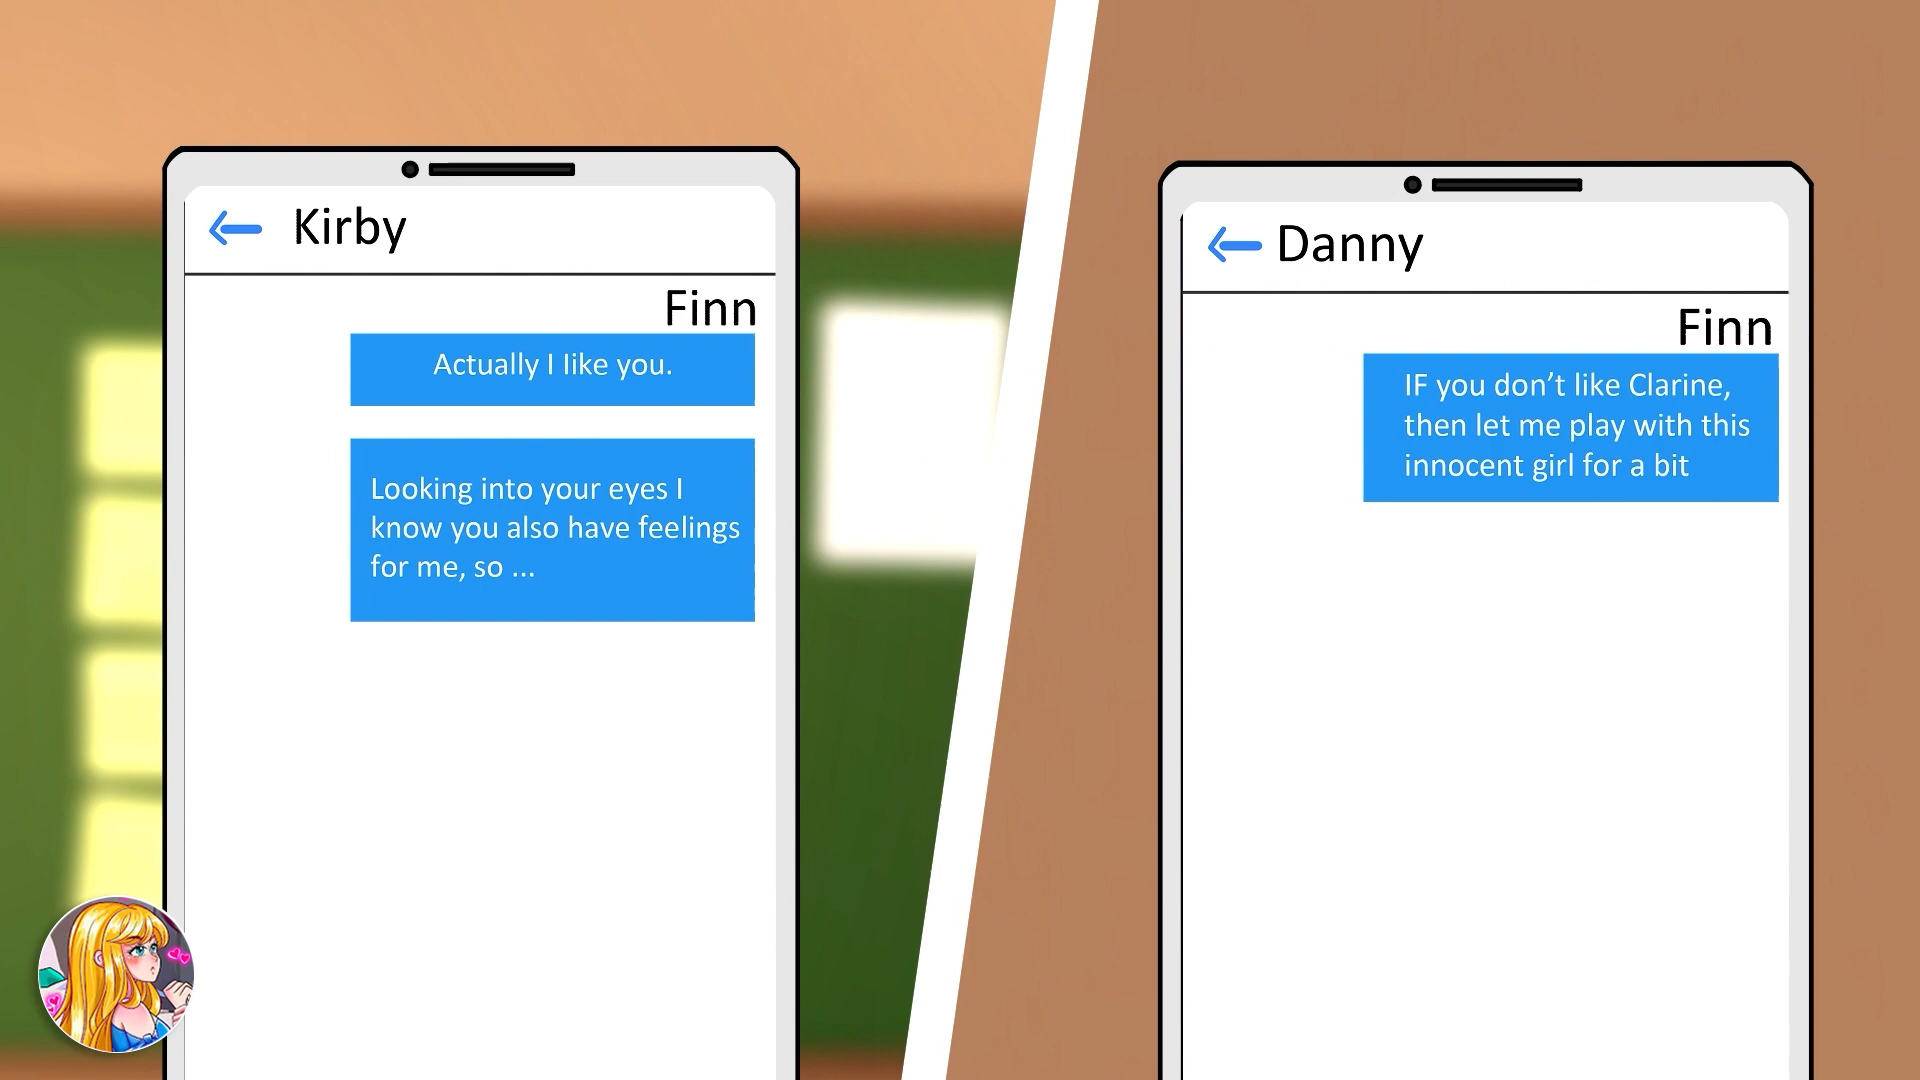 Kirby
Finn
Actually I like you.
Looking into your eyes I
know you also have feelings
for me, so ...
Danny
Finn
IF you don’t like Clarine,
then let me play with this
innocent girl for a bit